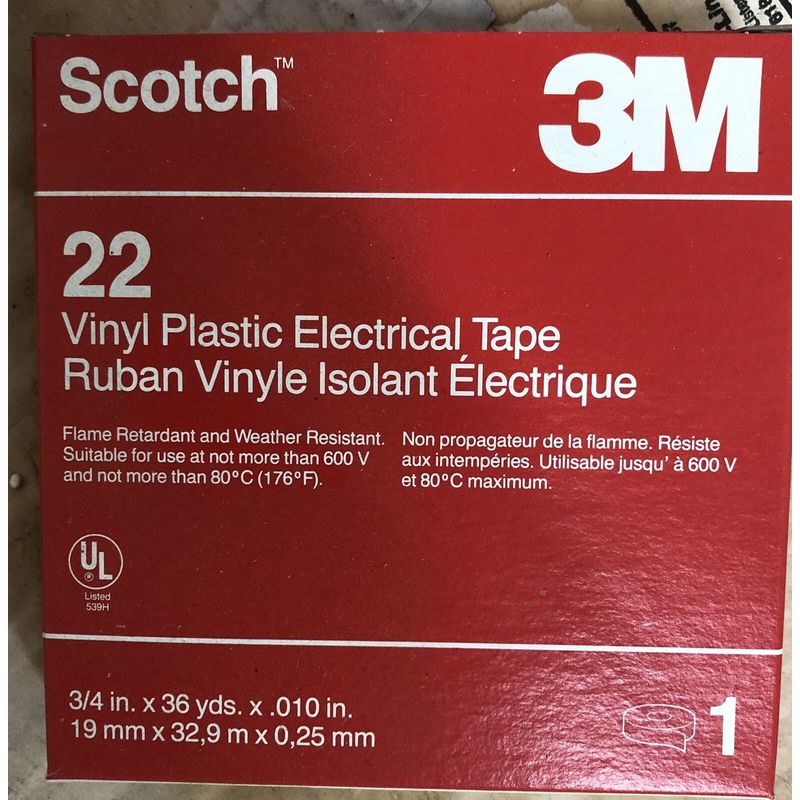 Scotch™
3M
22
Vinyl Plastic Electrical Tape
Ruban Vinyle Isolant Électrique
Flame Retardant and Weather Resistant.
Suitable for use at not more than 600 V
and not more than 80°C (176°F).
Non propagateur de la flamme. Résiste
aux intempéries. Utilisable jusqu' à 600 V
et 80°C maximum.
UL
®
Listed
539H
3/4 in. x 36 yds. x .010 in.
19 mm x 32,9 m x 0,25 mm
1